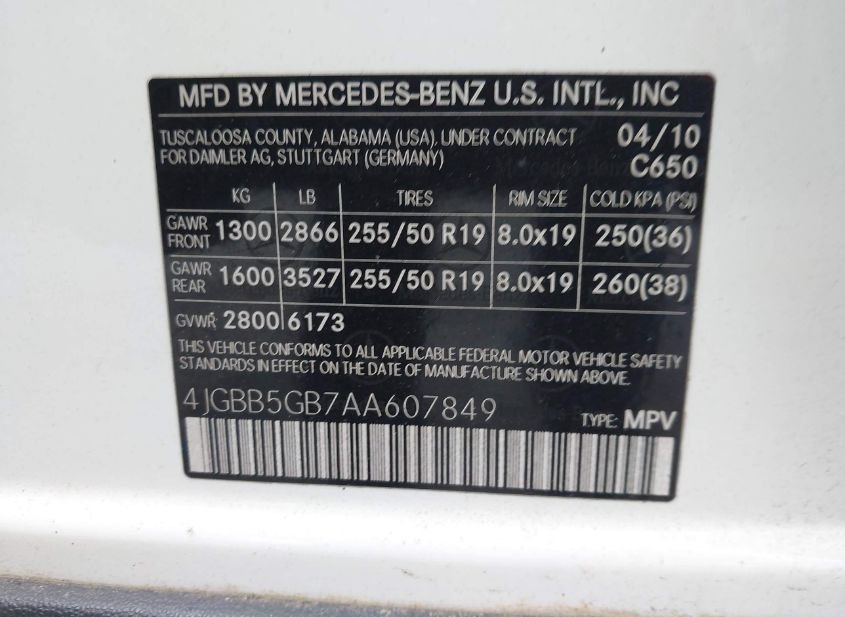 MFD BY MERCEDES-BENZ U.S. INTL., INC
TUSCALOOSA COUNTY, ALABAMA (USA), UNDER CONTRACT 04/10
FOR DAIMLER AG, STUTTGART (GERMANY) C650
KG LB TIRES RIM SIZE COLD KPA (PSI)
GAWR FRONT 1300 2866 255/50 R19 8.0x19 250(36)
GAWR REAR 1600 3527 255/50 R19 8.0x19 260(38)
GVWR 2800 6173
THIS VEHICLE CONFORMS TO ALL APPLICABLE FEDERAL MOTOR VEHICLE SAFETY
STANDARDS IN EFFECT ON THE DATE OF MANUFACTURE SHOWN ABOVE.
4JGBB5GB7AA607849 TYPE: MPV